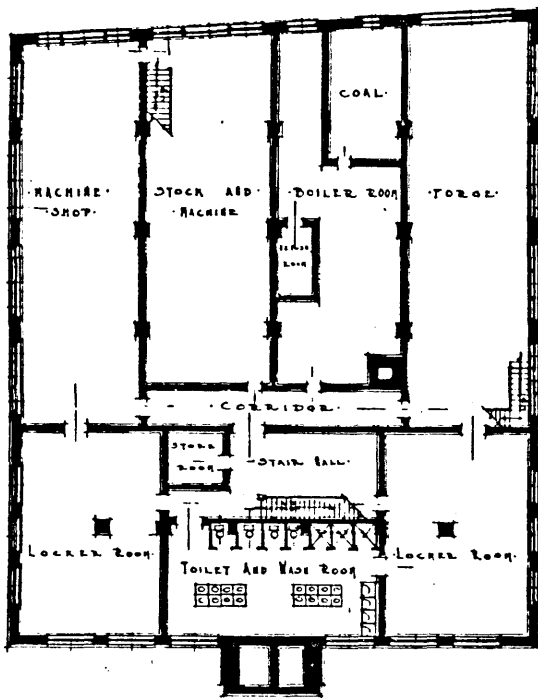 COAL.
·MACHINE·
SHOP·
STOCK AND·
·MACHINE
·BOILER ROOM
·FORGE·
ROOM
·CORRIDOR·
STORE
ROOM
·STAIR HALL·
LOCKER ROOM·
TOILET AND WASH ROOM
·LOCKER ROOM·